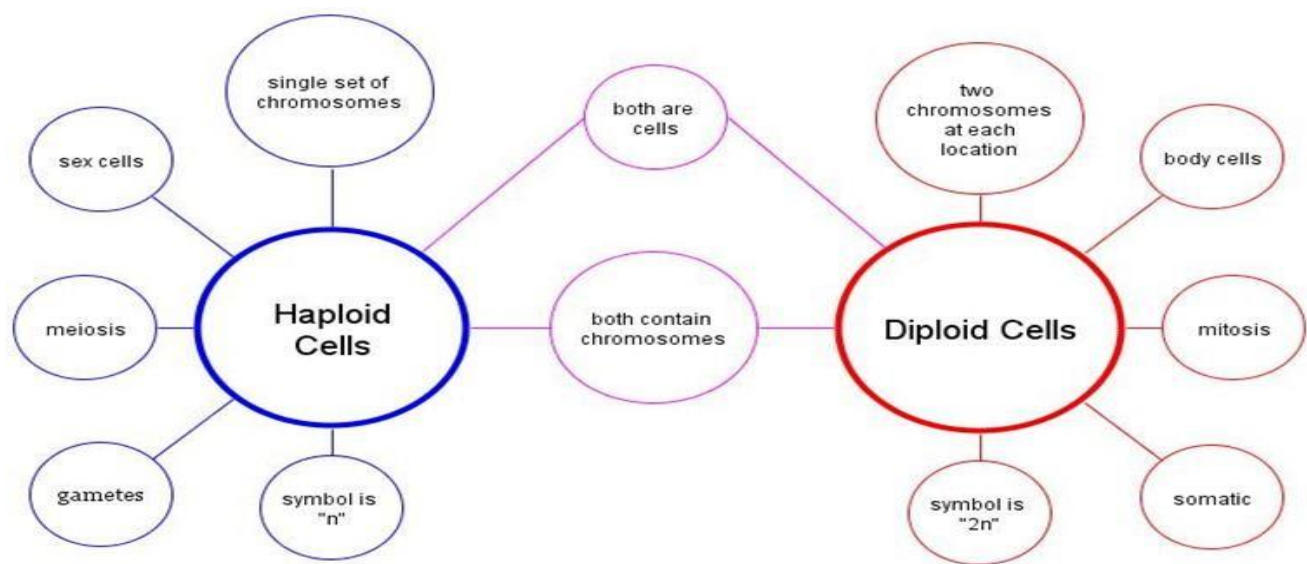 single set of
chromosomes
sex cells
meiosis
gametes
symbol is
"n"
Haploid
Cells
both are
cells
both contain
chromosomes
Diploid Cells
two
chromosomes
at each
location
body cells
mitosis
somatic
symbol is
"2n"